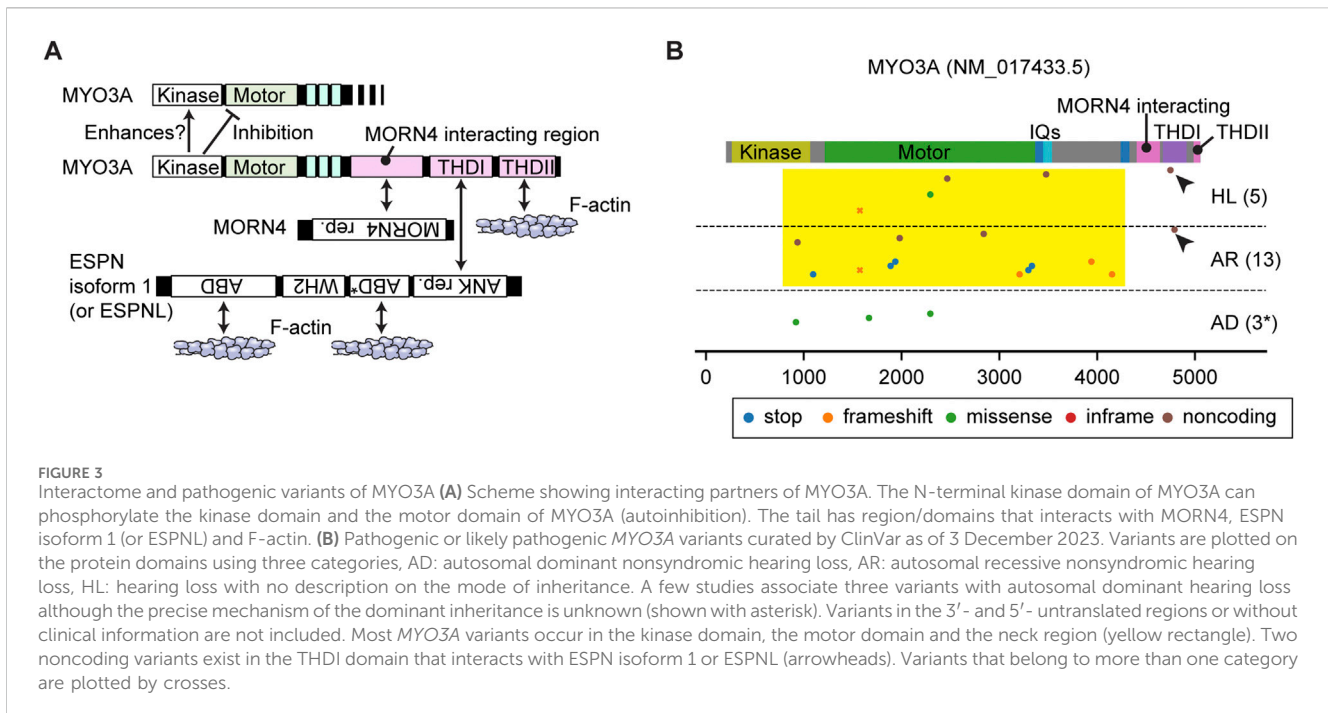 A
MYO3A
Kinase
Motor
Enhances?
Inhibition
MORN4 interacting region
MYO3A
Kinase
Motor
THDI
THDII
MORN4
MORN4 rep.
F-actin
ESPN
isoform 1
(or ESPNL)
ABD
WH2
ABD*
ANK rep.
F-actin
B
MYO3A (NM_017433.5)
MORN4 interacting
IQs
THDI
THDII
Kinase
Motor
HL (5)
AR (13)
AD (3*)
0 1000 2000 3000 4000 5000
stop frameshift missense inframe noncoding
FIGURE 3
Interactome and pathogenic variants of MYO3A (A) Scheme showing interacting partners of MYO3A. The N-terminal kinase domain of MYO3A can
phosphorylate the kinase domain and the motor domain of MYO3A (autoinhibition). The tail has region/domains that interacts with MORN4, ESPN
isoform 1 (or ESPNL) and F-actin. (B) Pathogenic or likely pathogenic MYO3A variants curated by ClinVar as of 3 December 2023. Variants are plotted on
the protein domains using three categories, AD: autosomal dominant nonsyndromic hearing loss, AR: autosomal recessive nonsyndromic hearing
loss, HL: hearing loss with no description on the mode of inheritance. A few studies associate three variants with autosomal dominant hearing loss
although the precise mechanism of the dominant inheritance is unknown (shown with asterisk). Variants in the 3′- and 5′- untranslated regions or without
clinical information are not included. Most MYO3A variants occur in the kinase domain, the motor domain and the neck region (yellow rectangle). Two
noncoding variants exist in the THDI domain that interacts with ESPN isoform 1 or ESPNL (arrowheads). Variants that belong to more than one category
are plotted by crosses.